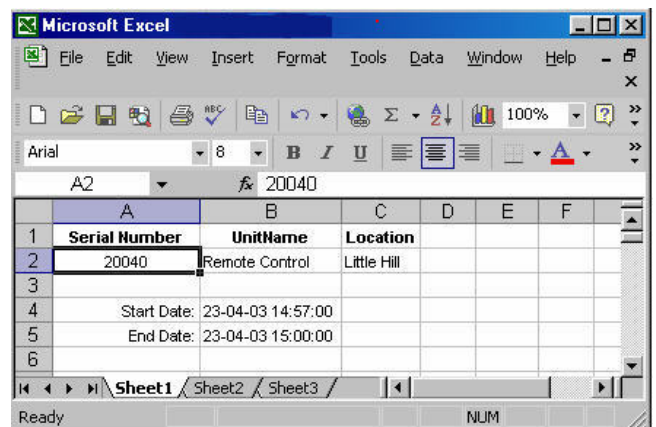 Microsoft Excel
File Edit View Insert Format Tools Data Window Help
100%
Arial 8 B I U A
A2 fx 20040
A B C D E F
1 Serial Number UnitName Location
2 20040 Remote Control Little Hill
3
4 Start Date: 23-04-03 14:57:00
5 End Date: 23-04-03 15:00:00
6
Sheet1 Sheet2 Sheet3
Ready NUM